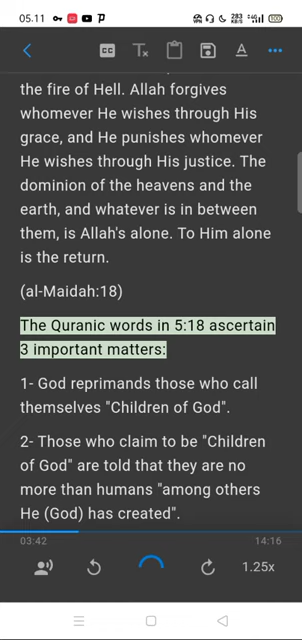 05.11
283 KB/S
the fire of Hell. Allah forgives
whomever He wishes through His
grace, and He punishes whomever
He wishes through His justice. The
dominion of the heavens and the
earth, and whatever is in between
them, is Allah's alone. To Him alone
is the return.
(al-Maidah:18)
The Quranic words in 5:18 ascertain
3 important matters:
1- God reprimands those who call
themselves "Children of God".
2- Those who claim to be "Children
of God" are told that they are no
more than humans "among others
He (God) has created".
03:42
14:16
1.25x